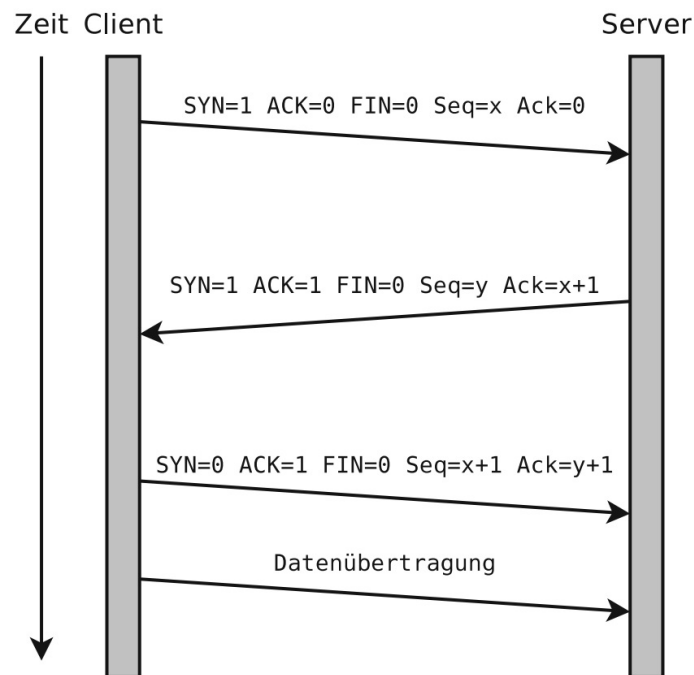 Zeit Client Server
SYN=1 ACK=0 FIN=0 Seq=x Ack=0
SYN=1 ACK=1 FIN=0 Seq=y Ack=x+1
SYN=0 ACK=1 FIN=0 Seq=x+1 Ack=y+1
Datenübertragung